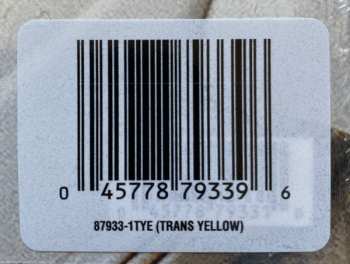 0 45778 79339 6
87933-1TYE (TRANS YELLOW)